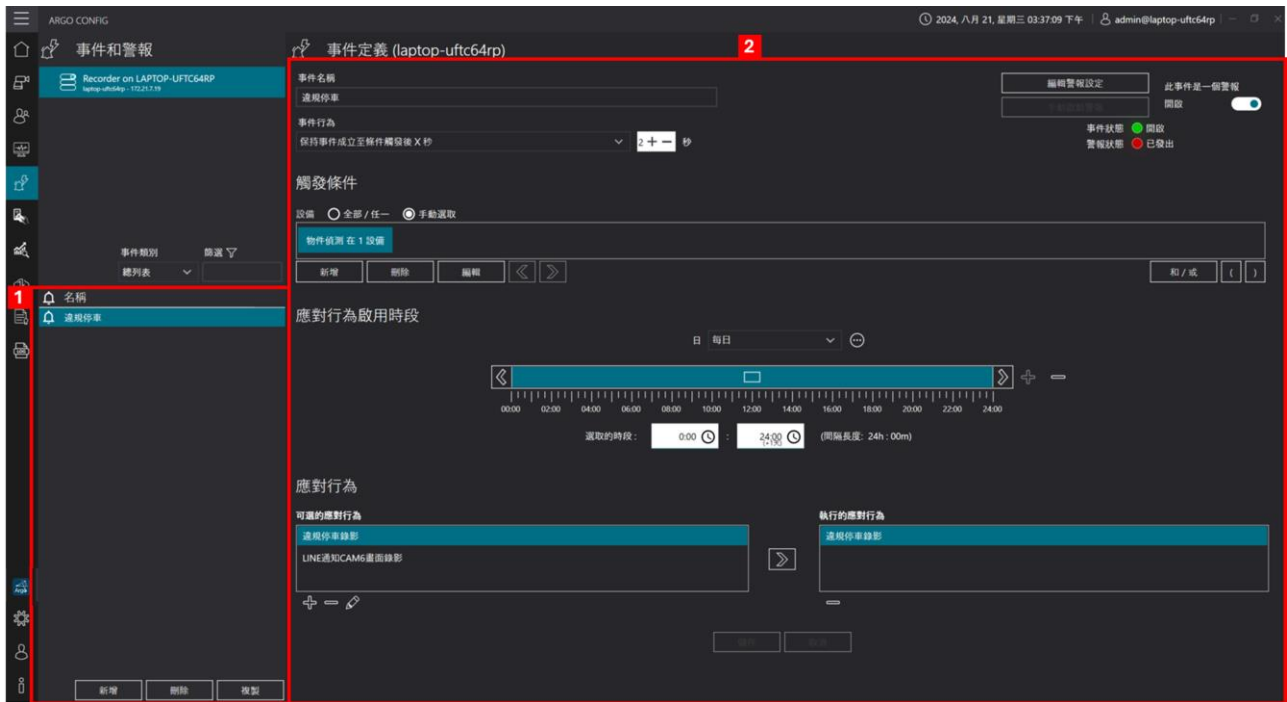 ARGO CONFIG
2024, 八月 21, 星期三 03:37:09 下午
admin@laptop-uftc64rp
事件和警報
Recorder on LAPTOP-UFTC64RP
laptop-uftc64rp - 172.21.7.19
事件類別
篩選
總列表
1
名稱
違規停車
新增
刪除
複製
事件定義 (laptop-uftc64rp)
2
事件名稱
違規停車
編輯警報設定
此事件是一個警報
開啟
事件行為
保持事件成立至條件觸發後 X 秒
2 秒
事件狀態 開啟
警報狀態 已發出
觸發條件
設備 全部 / 任一 手動選取
物件偵測 在 1 設備
新增
刪除
編輯
和 / 或
(
)
應對行為啟用時段
日 每日
00:00 02:00 04:00 06:00 08:00 10:00 12:00 14:00 16:00 18:00 20:00 22:00 24:00
選取的時段 : 0:00 : 24:00 (間隔長度: 24h : 00m)
應對行為
可選的應對行為
違規停車錄影
LINE通知CAM6畫面錄影
執行的應對行為
違規停車錄影
儲存
取消
Argo